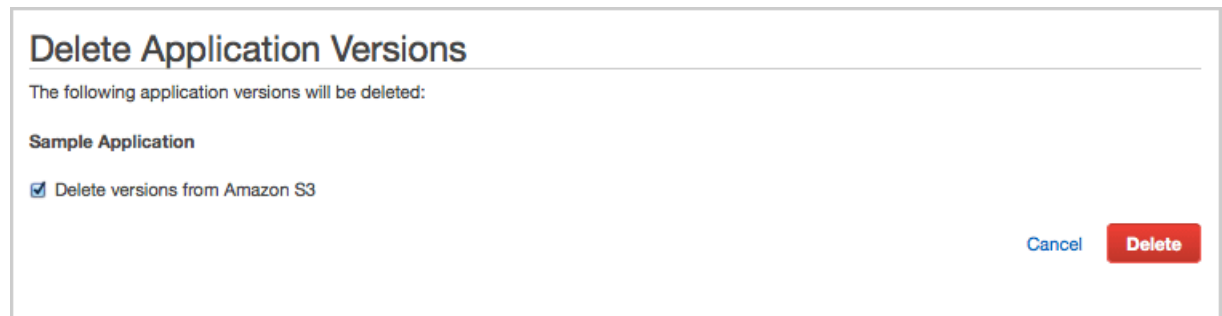 Delete Application Versions
The following application versions will be deleted:
Sample Application
Delete versions from Amazon S3
Cancel
Delete